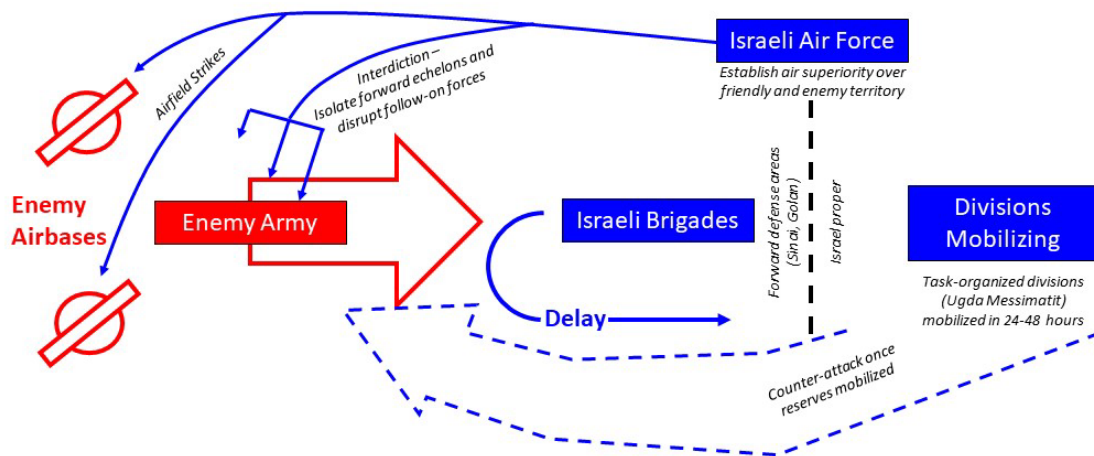 Israeli Air Force
Establish air superiority over
friendly and enemy territory
Airfield Strikes
Interdiction –
Isolate forward echelons and
disrupt follow-on forces
Enemy
Airbases
Enemy Army
Israeli Brigades
Forward defense areas
(Sinai, Golan)
Israel proper
Divisions
Mobilizing
Task-organized divisions
(Ugda Messimatit)
mobilized in 24-48 hours
Delay
Counter-attack once
reserves mobilized